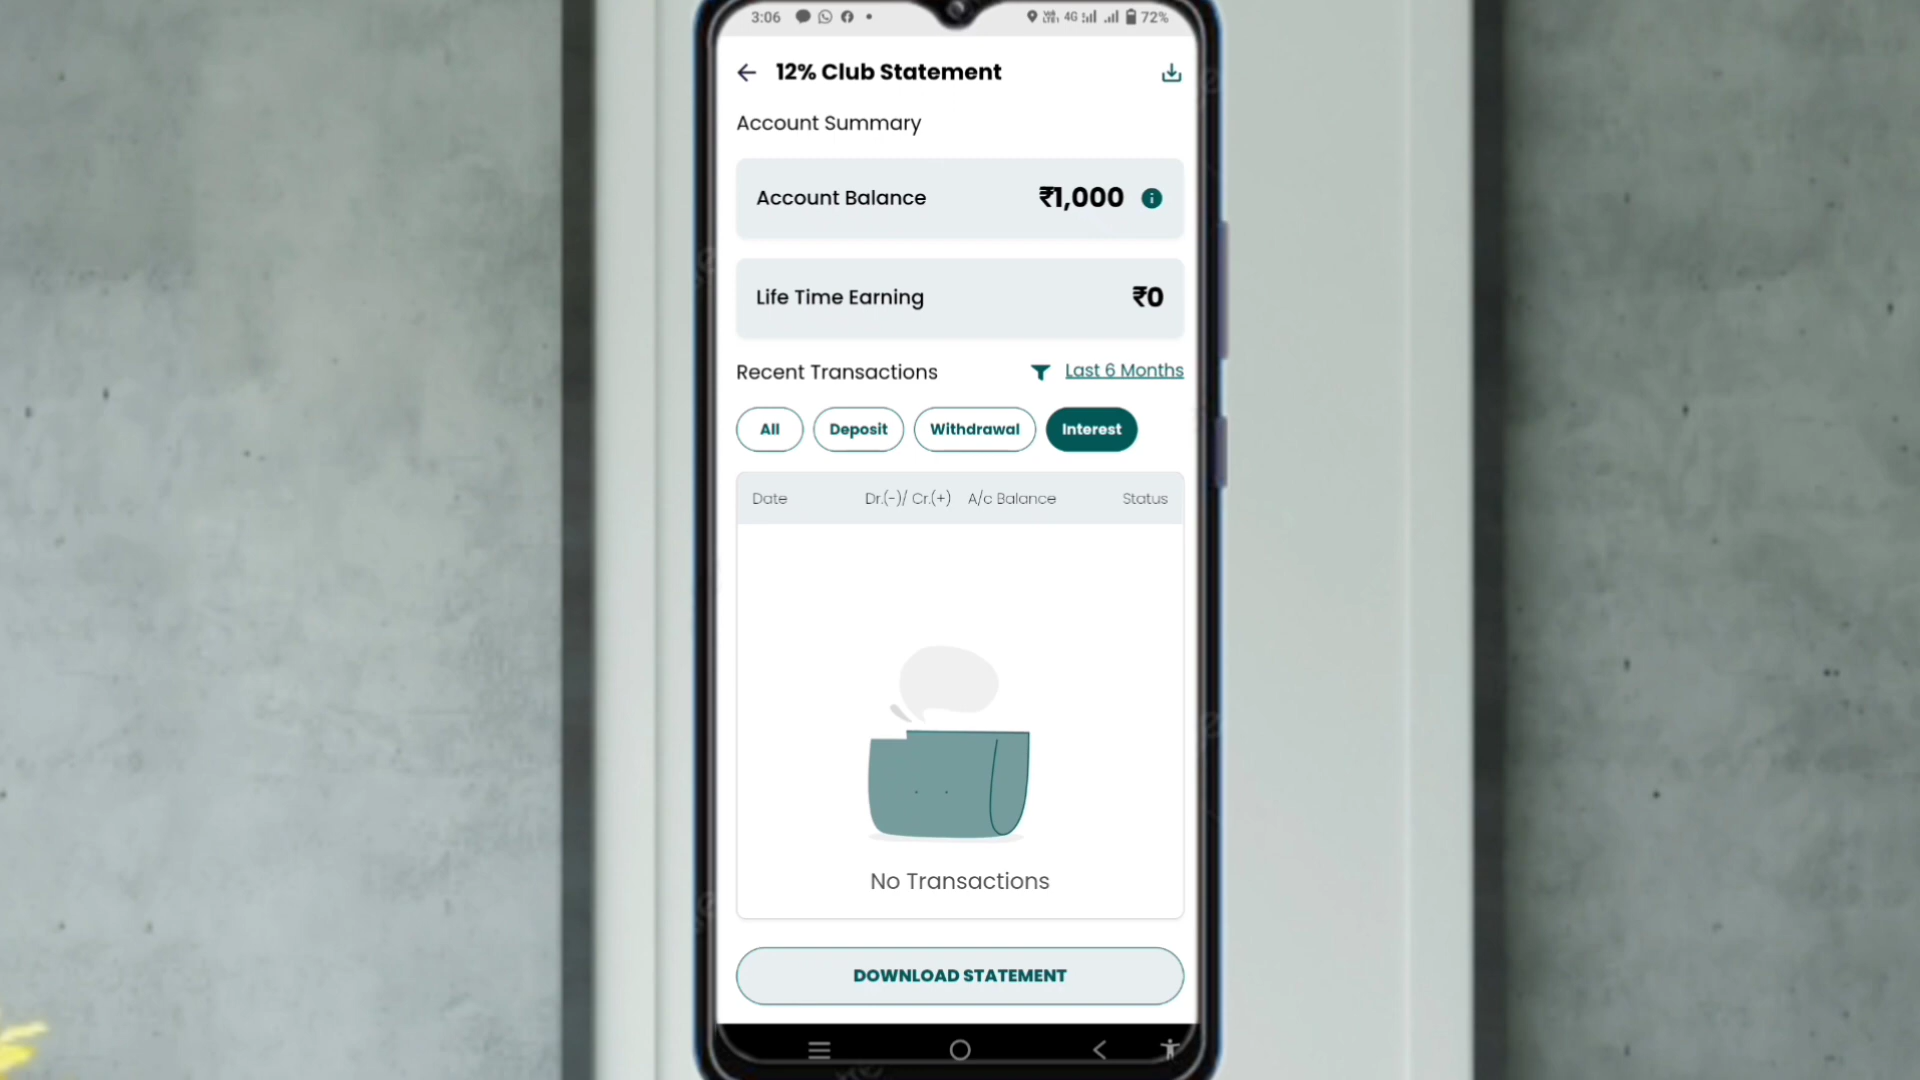 3:06 4G 72%
12% Club Statement
Account Summary
Account Balance ₹1,000
Life Time Earning ₹0
Recent Transactions Last 6 Months
All Deposit Withdrawal Interest
Date Dr.(-)/ Cr.(+) A/c Balance Status
No Transactions
DOWNLOAD STATEMENT